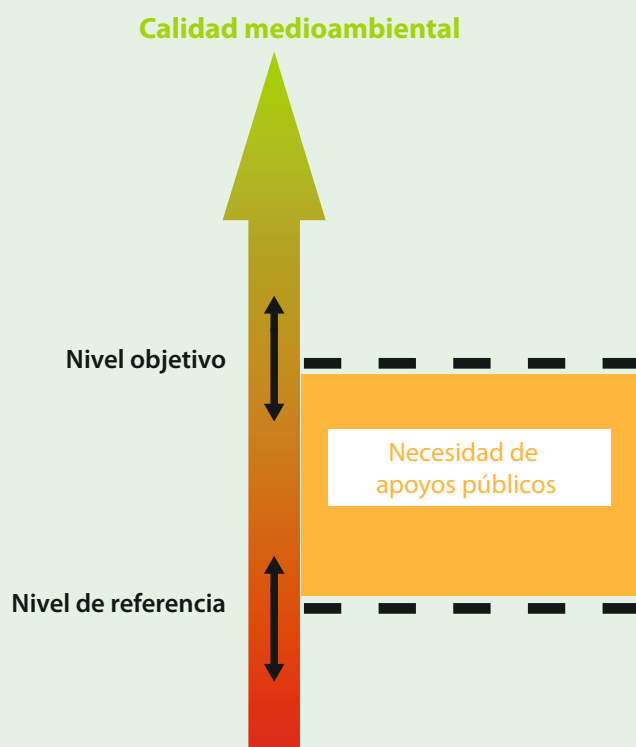 Calidad medioambiental
Nivel objetivo
Necesidad de
apoyos públicos
Nivel de referencia